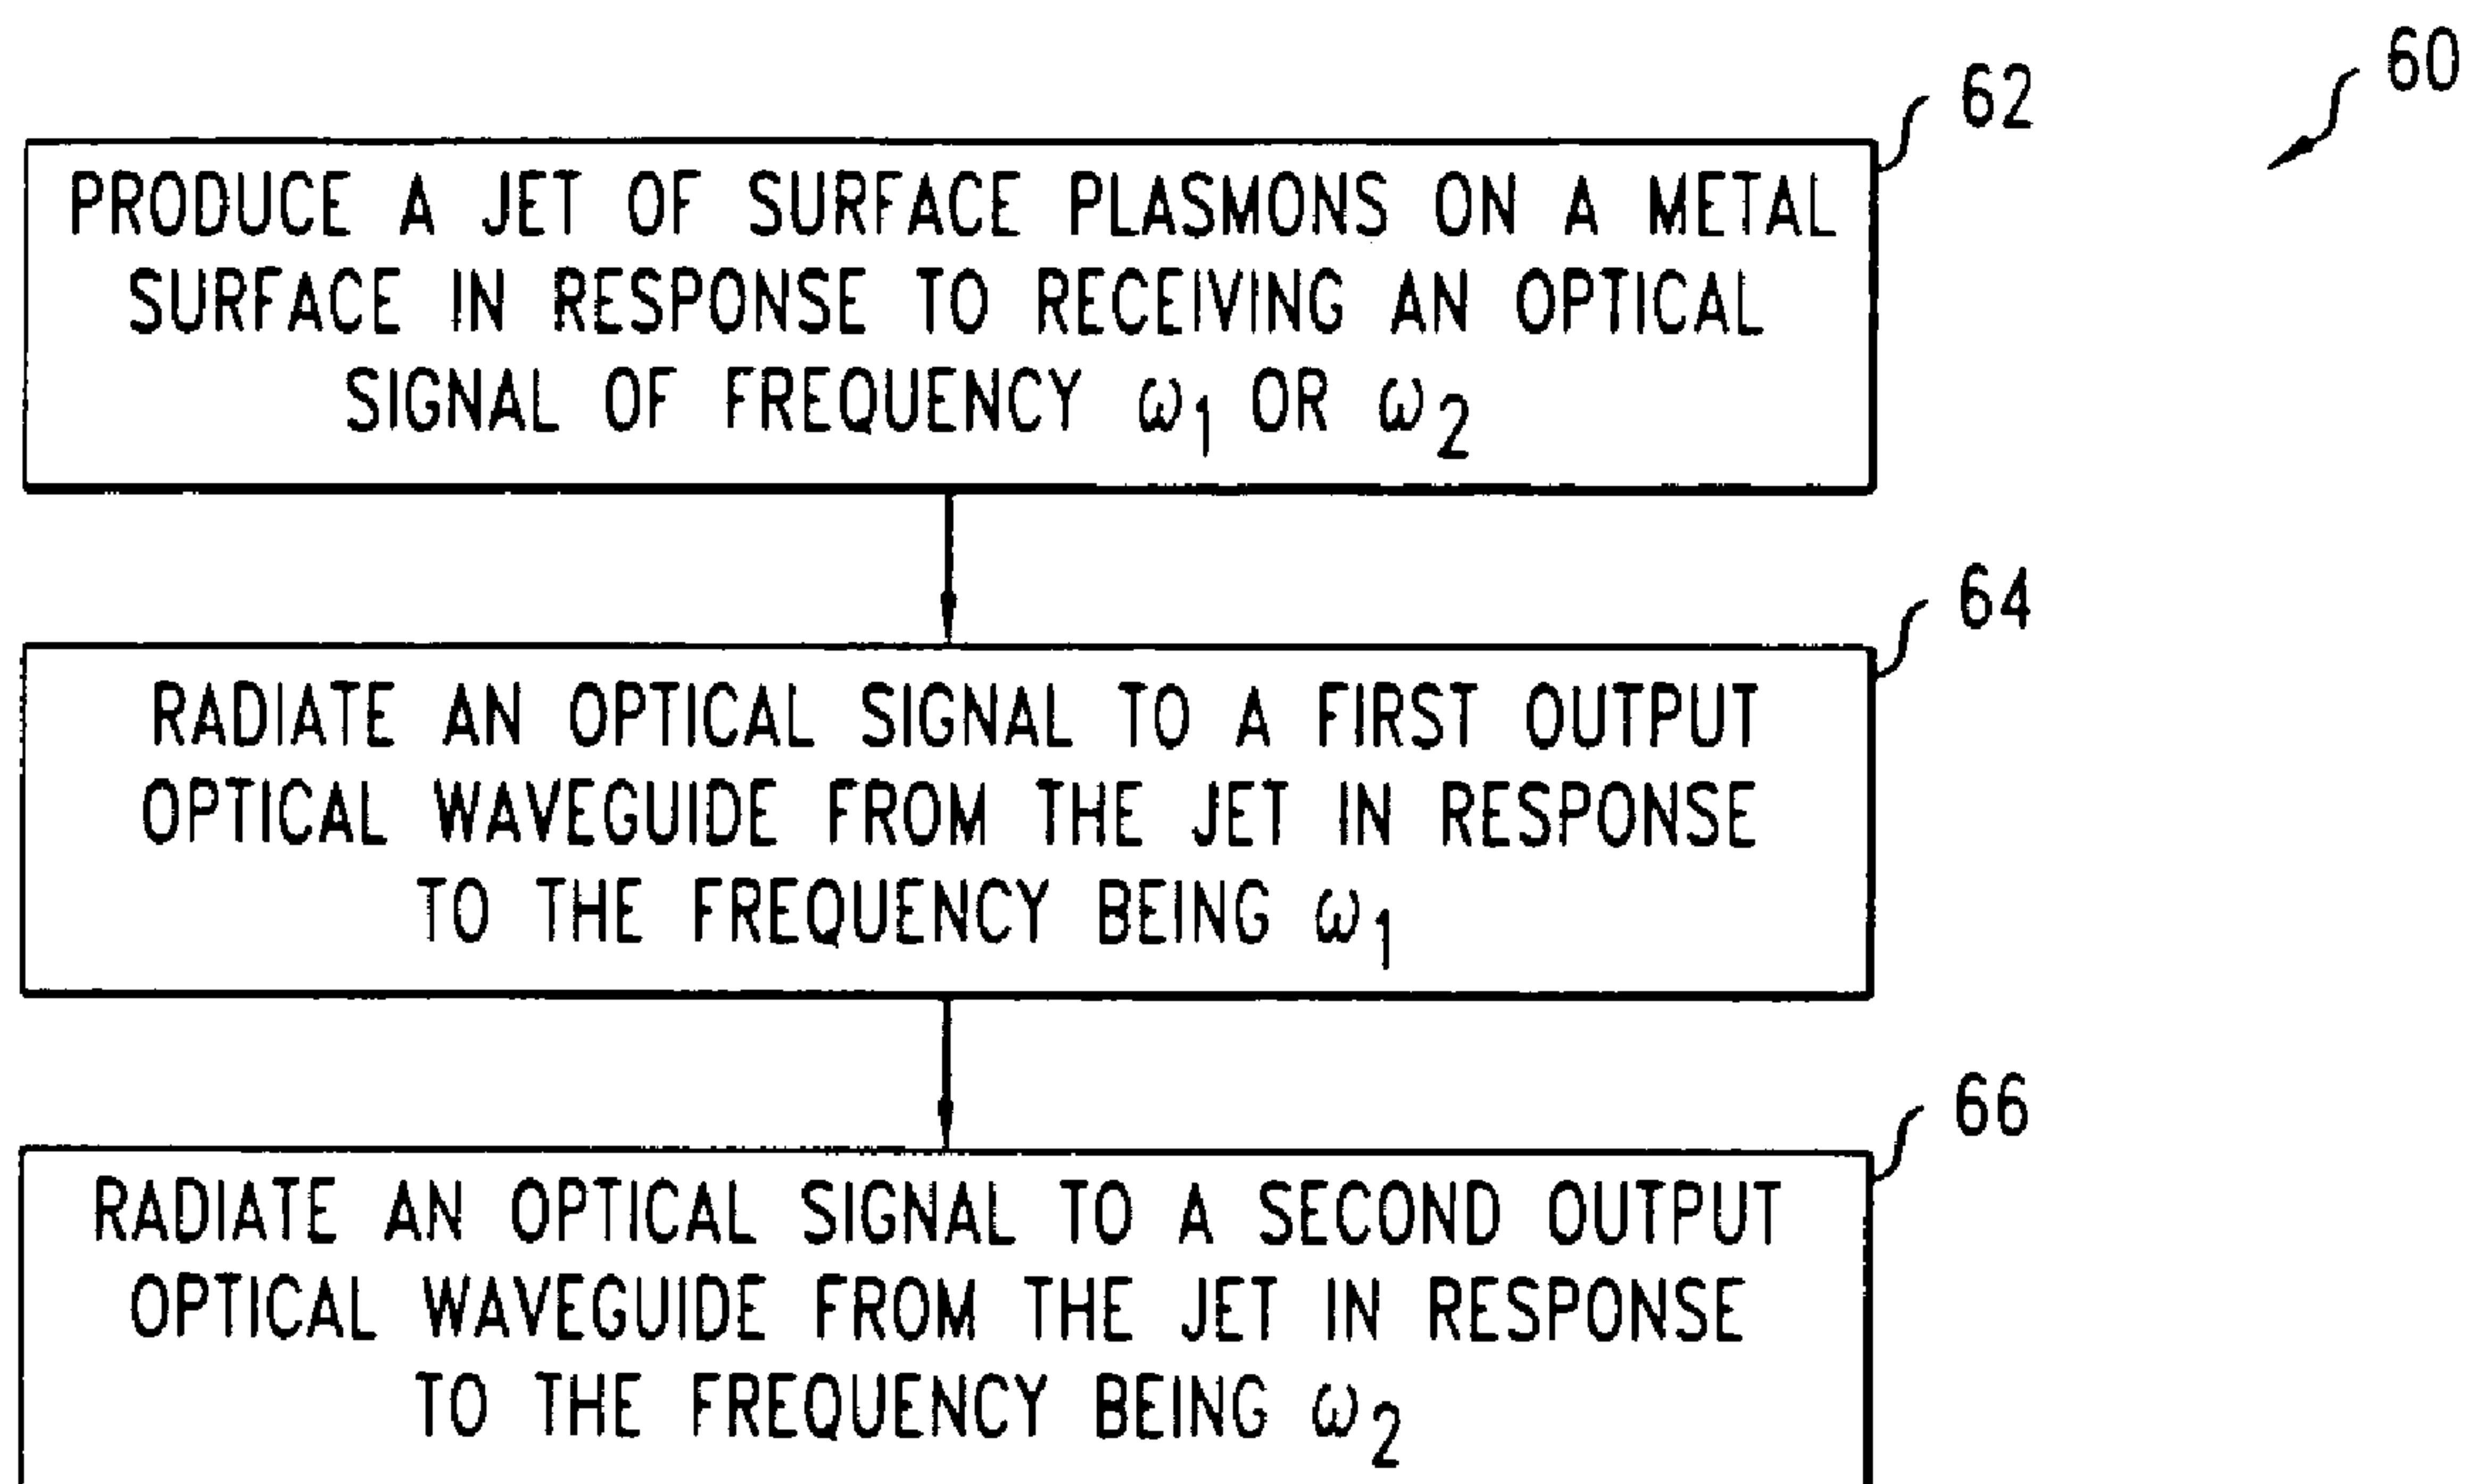 60
62
PRODUCE A JET OF SURFACE PLASMONS ON A METAL
SURFACE IN RESPONSE TO RECEIVING AN OPTICAL
SIGNAL OF FREQUENCY ω1 OR ω2
64
RADIATE AN OPTICAL SIGNAL TO A FIRST OUTPUT
OPTICAL WAVEGUIDE FROM THE JET IN RESPONSE
TO THE FREQUENCY BEING ω1
66
RADIATE AN OPTICAL SIGNAL TO A SECOND OUTPUT
OPTICAL WAVEGUIDE FROM THE JET IN RESPONSE
TO THE FREQUENCY BEING ω2